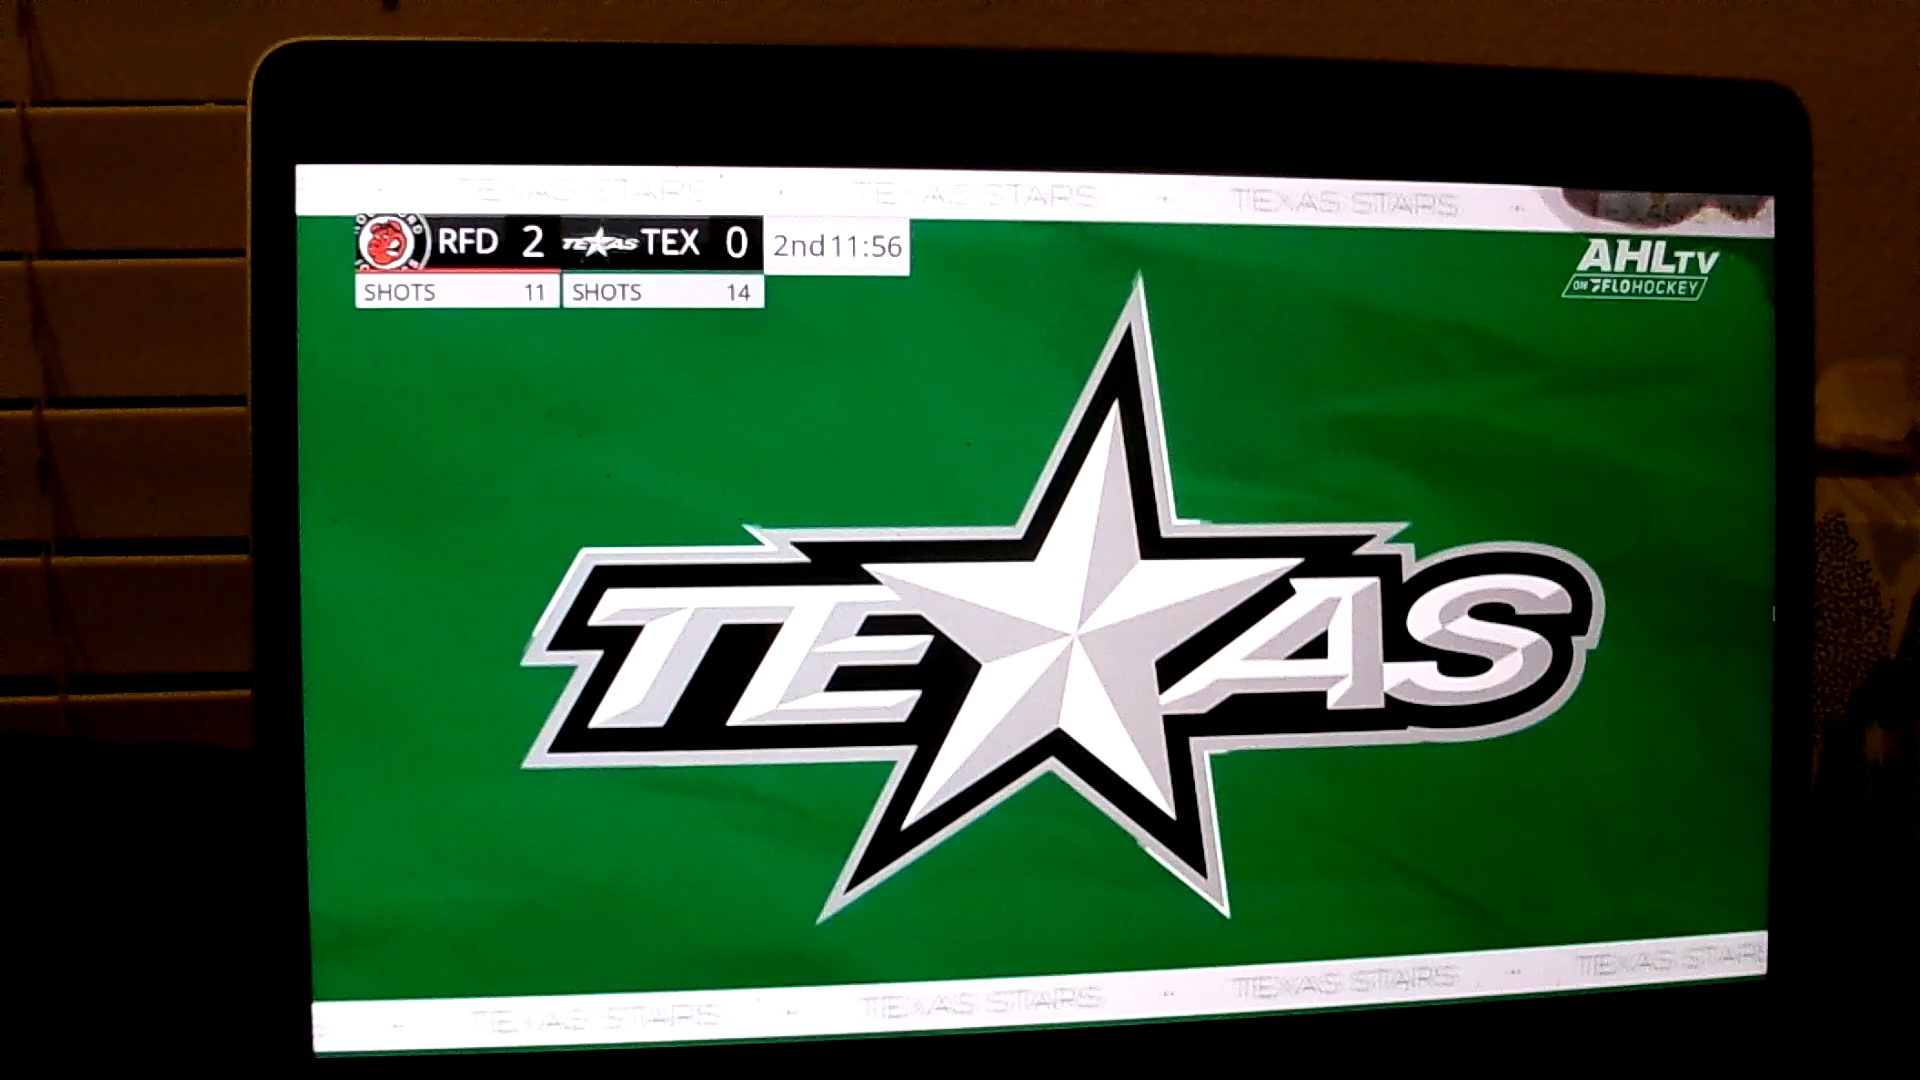 TEXAS STARS TEXAS STARS TEXAS STARS
RFD 2 TEXAS TEX 0 2nd 11:56
SHOTS 11 SHOTS 14
AHLTV
ON FLOHOCKEY
TEXAS
TEXAS STARS TEXAS STARS TEXAS STARS TEXAS STARS